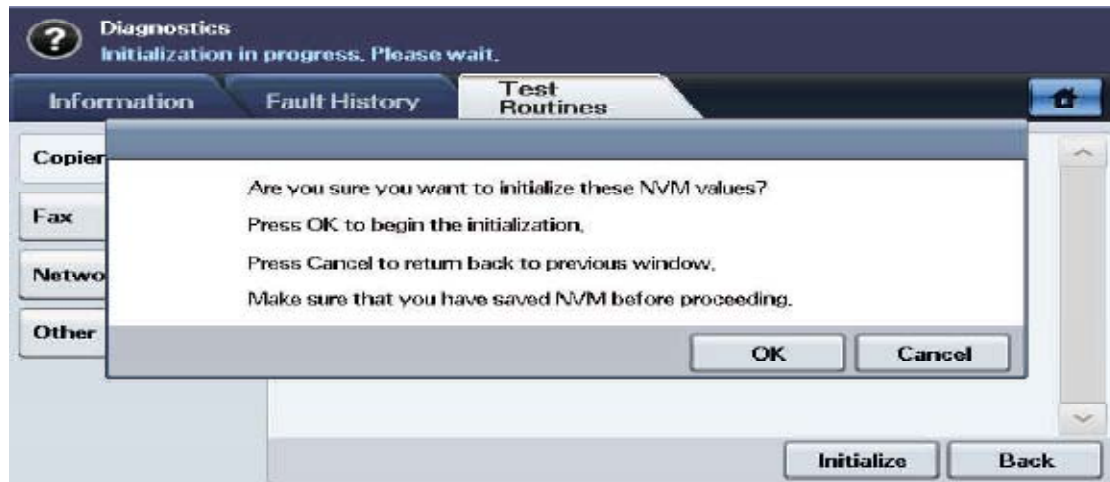 Diagnostics
Initialization in progress. Please wait.
Information
Fault History
Test
Routines
Copier
Fax
Netwo
Other
Are you sure you want to initialize these NVM values?
Press OK to begin the initialization.
Press Cancel to return back to previous window.
Make sure that you have saved NVM before proceeding.
OK
Cancel
Initialize
Back